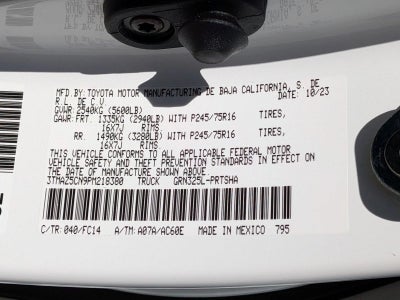 MFD.BY:TOYOTA MOTOR MANUFACTURING DE BAJA CALIFORNIA, S. DE
R.L. DE C.V. DATE: 10/23
GVWR: 2540KG (5600LB)
GAWR:FRT. 1335KG (2940LB) WITH P245/75R16 TIRES,
16X7J RIMS.
RR. 1490KG (3280LB) WITH P245/75R16 TIRES,
16X7J RIMS.
THIS VEHICLE CONFORMS TO ALL APPLICABLE FEDERAL MOTOR
VEHICLE SAFETY AND THEFT PREVENTION STANDARDS IN EFFECT ON
THE DATE OF MANUFACTURE SHOWN ABOVE.
3TMAZ5CN9PM218380 TRUCK GRN325L-PRTSHA
C/TR: 040/FC14 A/TM: A07A/AC60E MADE IN MEXICO 795